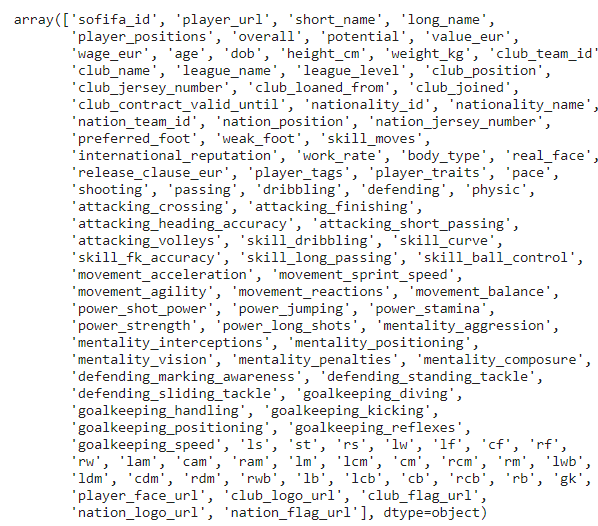 array(['sofifa_id', 'player_url', 'short_name', 'long_name',
'player_positions', 'overall', 'potential', 'value_eur',
'wage_eur', 'age', 'dob', 'height_cm', 'weight_kg', 'club_team_id'
'club_name', 'league_name', 'league_level', 'club_position',
'club_jersey_number', 'club_loaned_from', 'club_joined',
'club_contract_valid_until', 'nationality_id', 'nationality_name',
'nation_team_id', 'nation_position', 'nation_jersey_number',
'preferred_foot', 'weak_foot', 'skill_moves',
'international_reputation', 'work_rate', 'body_type', 'real_face',
'release_clause_eur', 'player_tags', 'player_traits', 'pace',
'shooting', 'passing', 'dribbling', 'defending', 'physic',
'attacking_crossing', 'attacking_finishing',
'attacking_heading_accuracy', 'attacking_short_passing',
'attacking_volleys', 'skill_dribbling', 'skill_curve',
'skill_fk_accuracy', 'skill_long_passing', 'skill_ball_control',
'movement_acceleration', 'movement_sprint_speed',
'movement_agility', 'movement_reactions', 'movement_balance',
'power_shot_power', 'power_jumping', 'power_stamina',
'power_strength', 'power_long_shots', 'mentality_aggression',
'mentality_interceptions', 'mentality_positioning',
'mentality_vision', 'mentality_penalties', 'mentality_composure',
'defending_marking_awareness', 'defending_standing_tackle',
'defending_sliding_tackle', 'goalkeeping_diving',
'goalkeeping_handling', 'goalkeeping_kicking',
'goalkeeping_positioning', 'goalkeeping_reflexes',
'goalkeeping_speed', 'ls', 'st', 'rs', 'lw', 'lf', 'cf', 'rf',
'rw', 'lam', 'cam', 'ram', 'lm', 'lcm', 'cm', 'rcm', 'rm', 'lwb',
'ldm', 'cdm', 'rdm', 'rwb', 'lb', 'lcb', 'cb', 'rcb', 'rb', 'gk',
'player_face_url', 'club_logo_url', 'club_flag_url',
'nation_logo_url', 'nation_flag_url'], dtype=object)